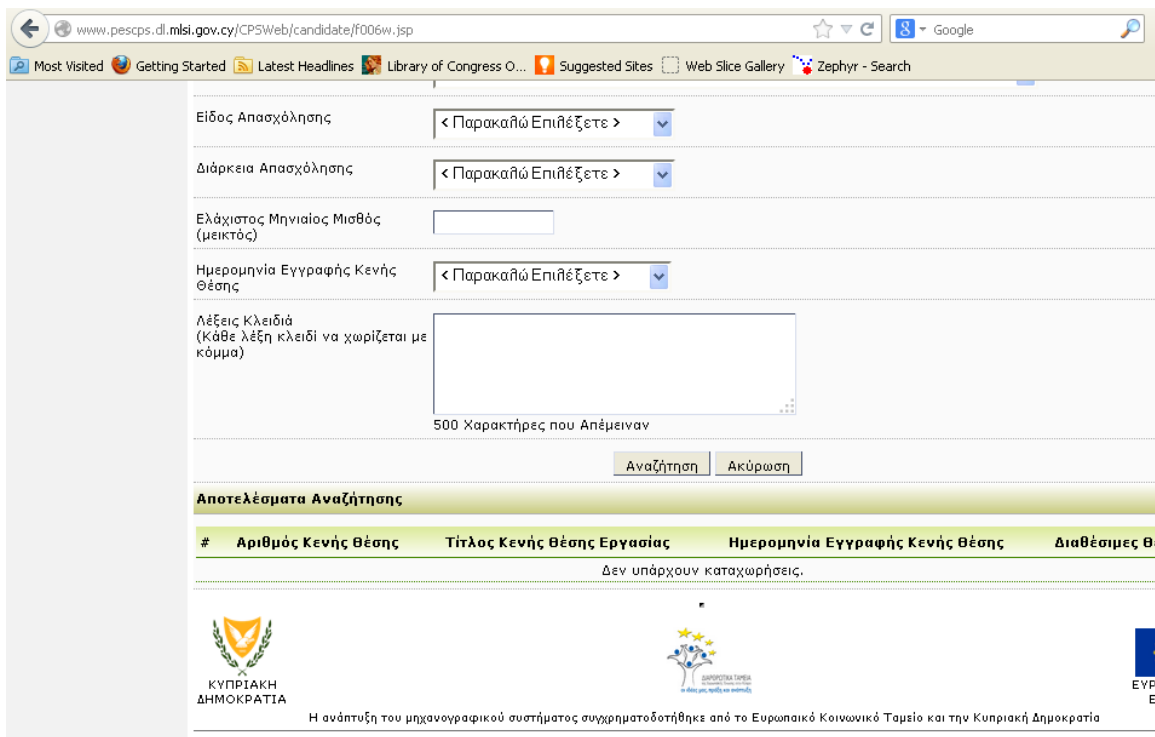 www.pescps.dl.mlsi.gov.cy/CPSWeb/candidate/f006w.jsp
Google
Most Visited Getting Started Latest Headlines Library of Congress O... Suggested Sites Web Slice Gallery Zephyr - Search
Είδος Απασχόλησης < Παρακαλώ Επιλέξετε >
Διάρκεια Απασχόλησης < Παρακαλώ Επιλέξετε >
Ελάχιστος Μηνιαίος Μισθός
(μεικτός)
Ημερομηνία Εγγραφής Κενής
Θέσης
< Παρακαλώ Επιλέξετε >
Λέξεις Κλειδιά
(Κάθε λέξη κλειδί να χωρίζεται με
κόμμα)
500 Χαρακτήρες που Απέμειναν
Αναζήτηση Ακύρωση
Αποτελέσματα Αναζήτησης
# Αριθμός Κενής Θέσης Τίτλος Κενής Θέσης Εργασίας Ημερομηνία Εγγραφής Κενής Θέσης Διαθέσιμες
Δεν υπάρχουν καταχωρήσεις.
ΚΥΠΡΙΑΚΗ
ΔΗΜΟΚΡΑΤΙΑ
ΔΙΑΡΘΡΩΤΙΚΑ ΤΑΜΕΙΑ
Η ανάπτυξη του μηχανογραφικού συστήματος συγχρηματοδοτήθηκε από το Ευρωπαικό Κοινωνικό Ταμείο και την Κυπριακή Δημοκρατία